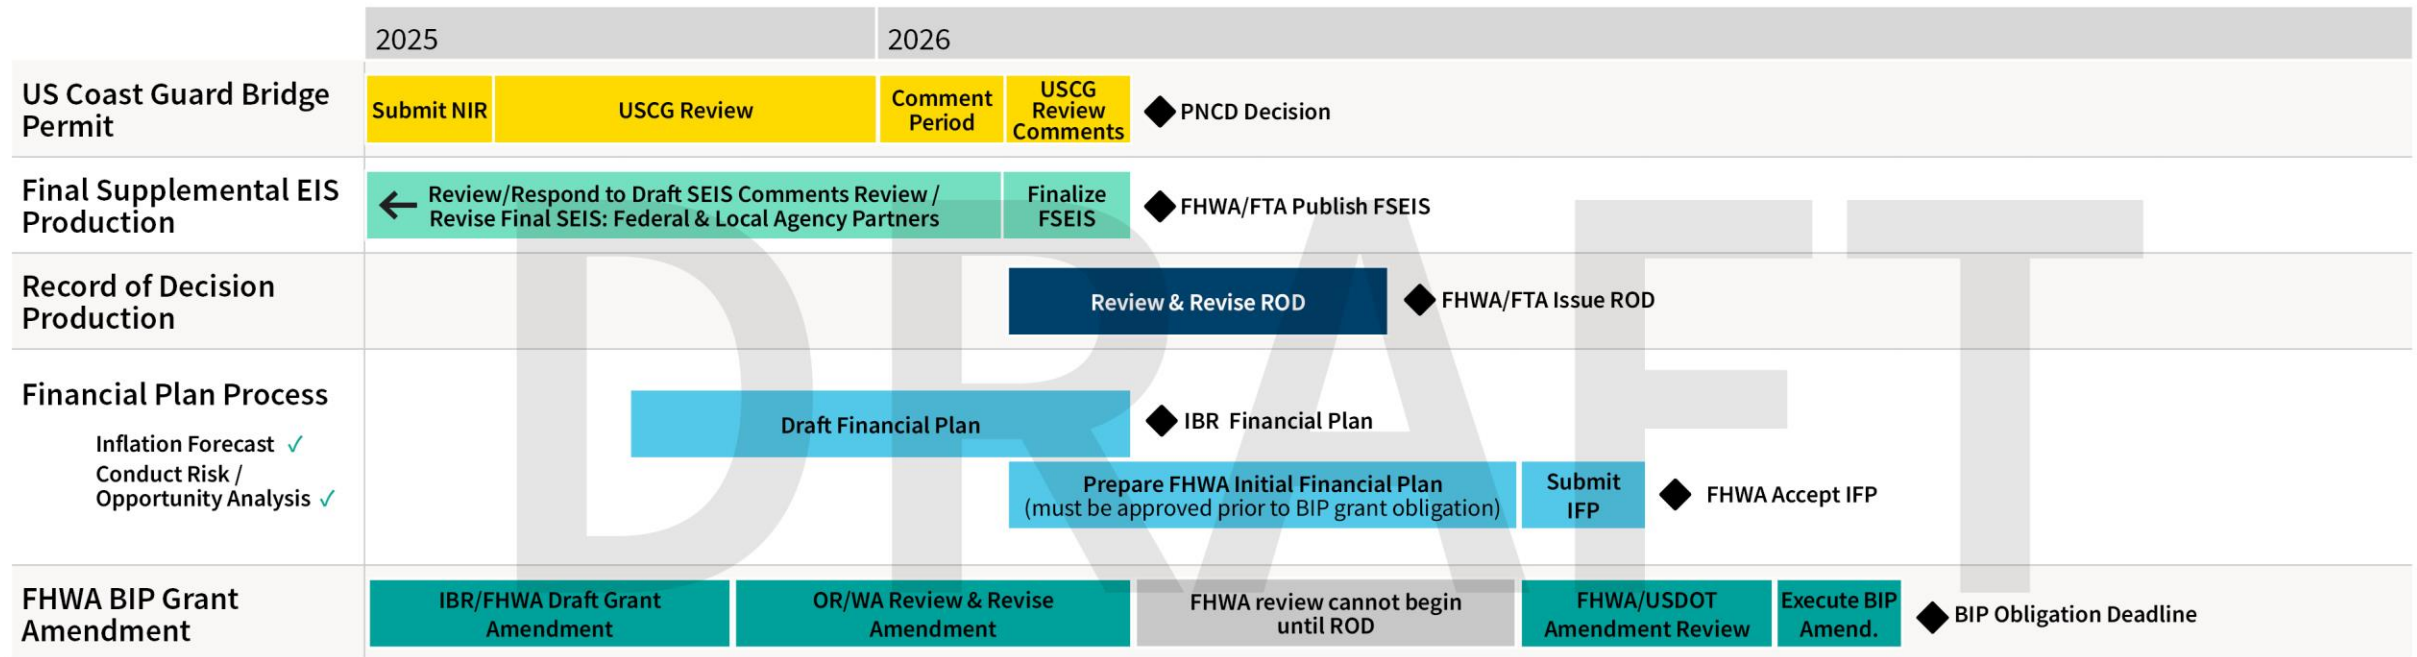 2025
2026
US Coast Guard Bridge
Permit
Submit NIR
USCG Review
Comment
Period
USCG
Review
Comments
PNCD Decision
Final Supplemental EIS
Production
Review/Respond to Draft SEIS Comments Review /
Revise Final SEIS: Federal & Local Agency Partners
Finalize
FSEIS
FHWA/FTA Publish FSEIS
Record of Decision
Production
Review & Revise ROD
FHWA/FTA Issue ROD
Financial Plan Process
Inflation Forecast ✓
Conduct Risk /
Opportunity Analysis ✓
Draft Financial Plan
IBR Financial Plan
Prepare FHWA Initial Financial Plan
(must be approved prior to BIP grant obligation)
Submit
IFP
FHWA Accept IFP
FHWA BIP Grant
Amendment
IBR/FHWA Draft Grant
Amendment
OR/WA Review & Revise
Amendment
FHWA review cannot begin
until ROD
FHWA/USDOT
Amendment Review
Execute BIP
Amend.
BIP Obligation Deadline
DRAFT